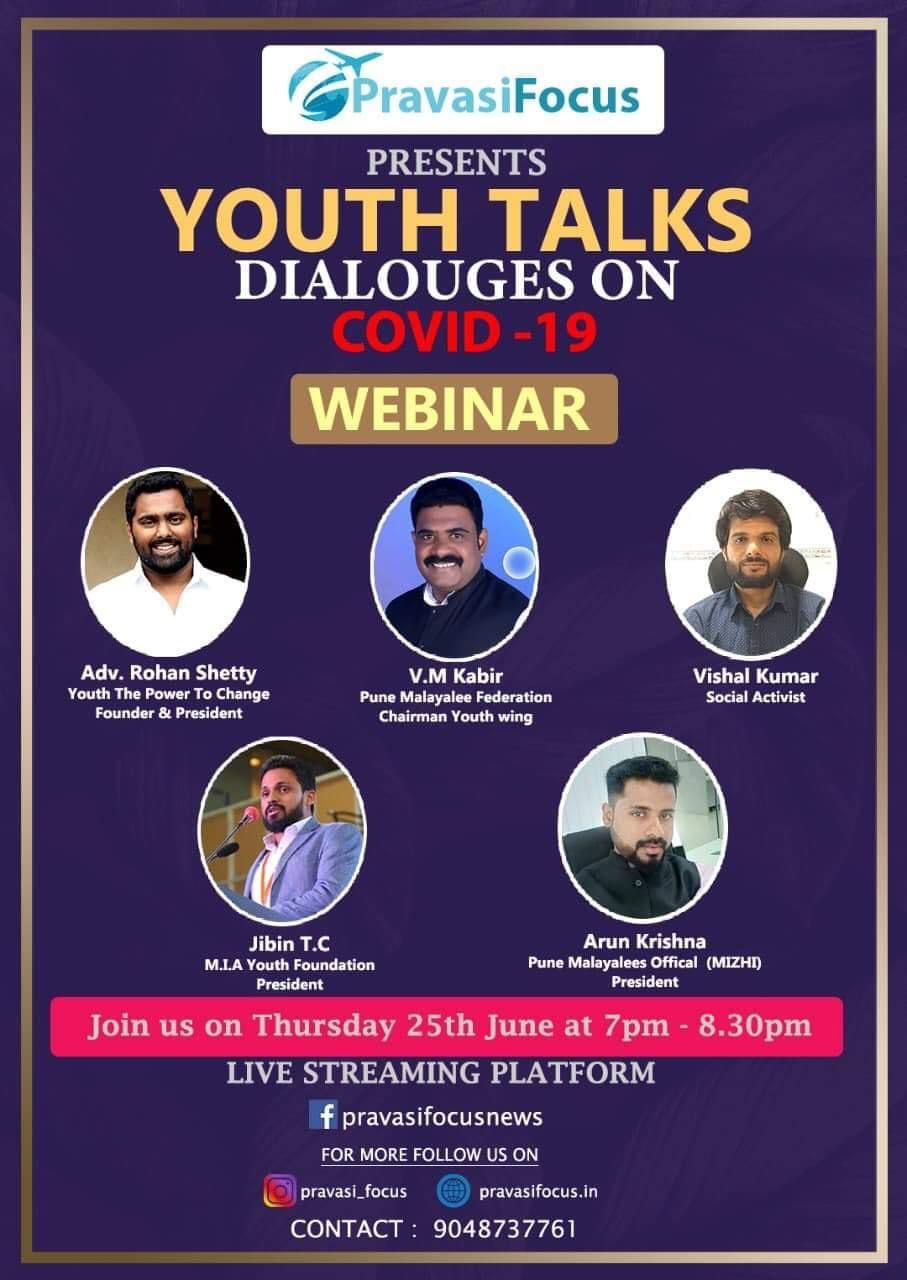 PravasiFocus
PRESENTS
YOUTH TALKS
DIALOUGES ON
COVID -19
WEBINAR
Adv. Rohan Shetty
Youth The Power To Change
Founder & President
V.M Kabir
Pune Malayalee Federation
Chairman Youth wing
Vishal Kumar
Social Activist
Jibin T.C
M.I.A Youth Foundation
President
Arun Krishna
Pune Malayalees Offical (MIZHI)
President
Join us on Thursday 25th June at 7pm - 8.30pm
LIVE STREAMING PLATFORM
f pravasifocusnews
FOR MORE FOLLOW US ON
pravasi_focus pravasifocus.in
CONTACT : 9048737761